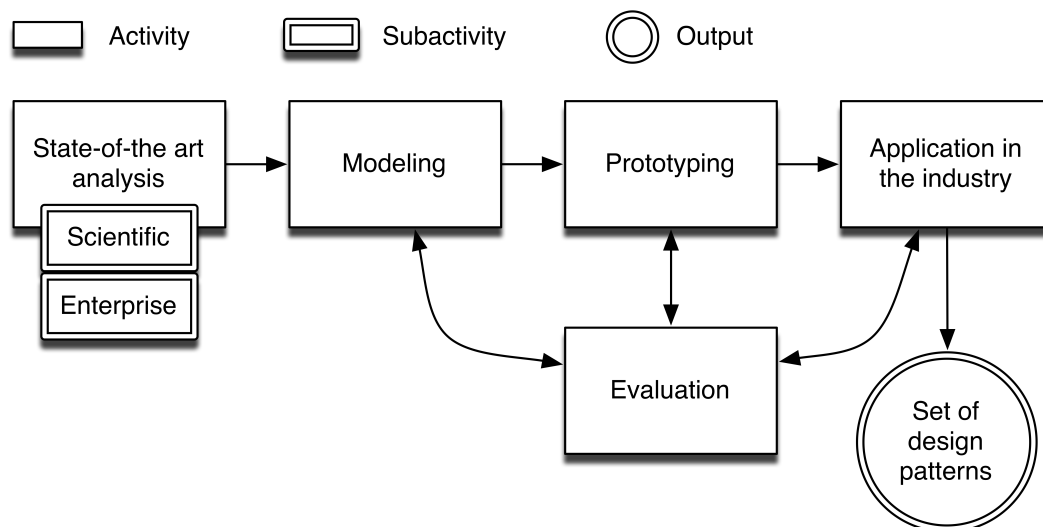 Activity
Subactivity
Output
State-of-the art
analysis
Modeling
Prototyping
Application in
the industry
Scientific
Enterprise
Evaluation
Set of
design
patterns